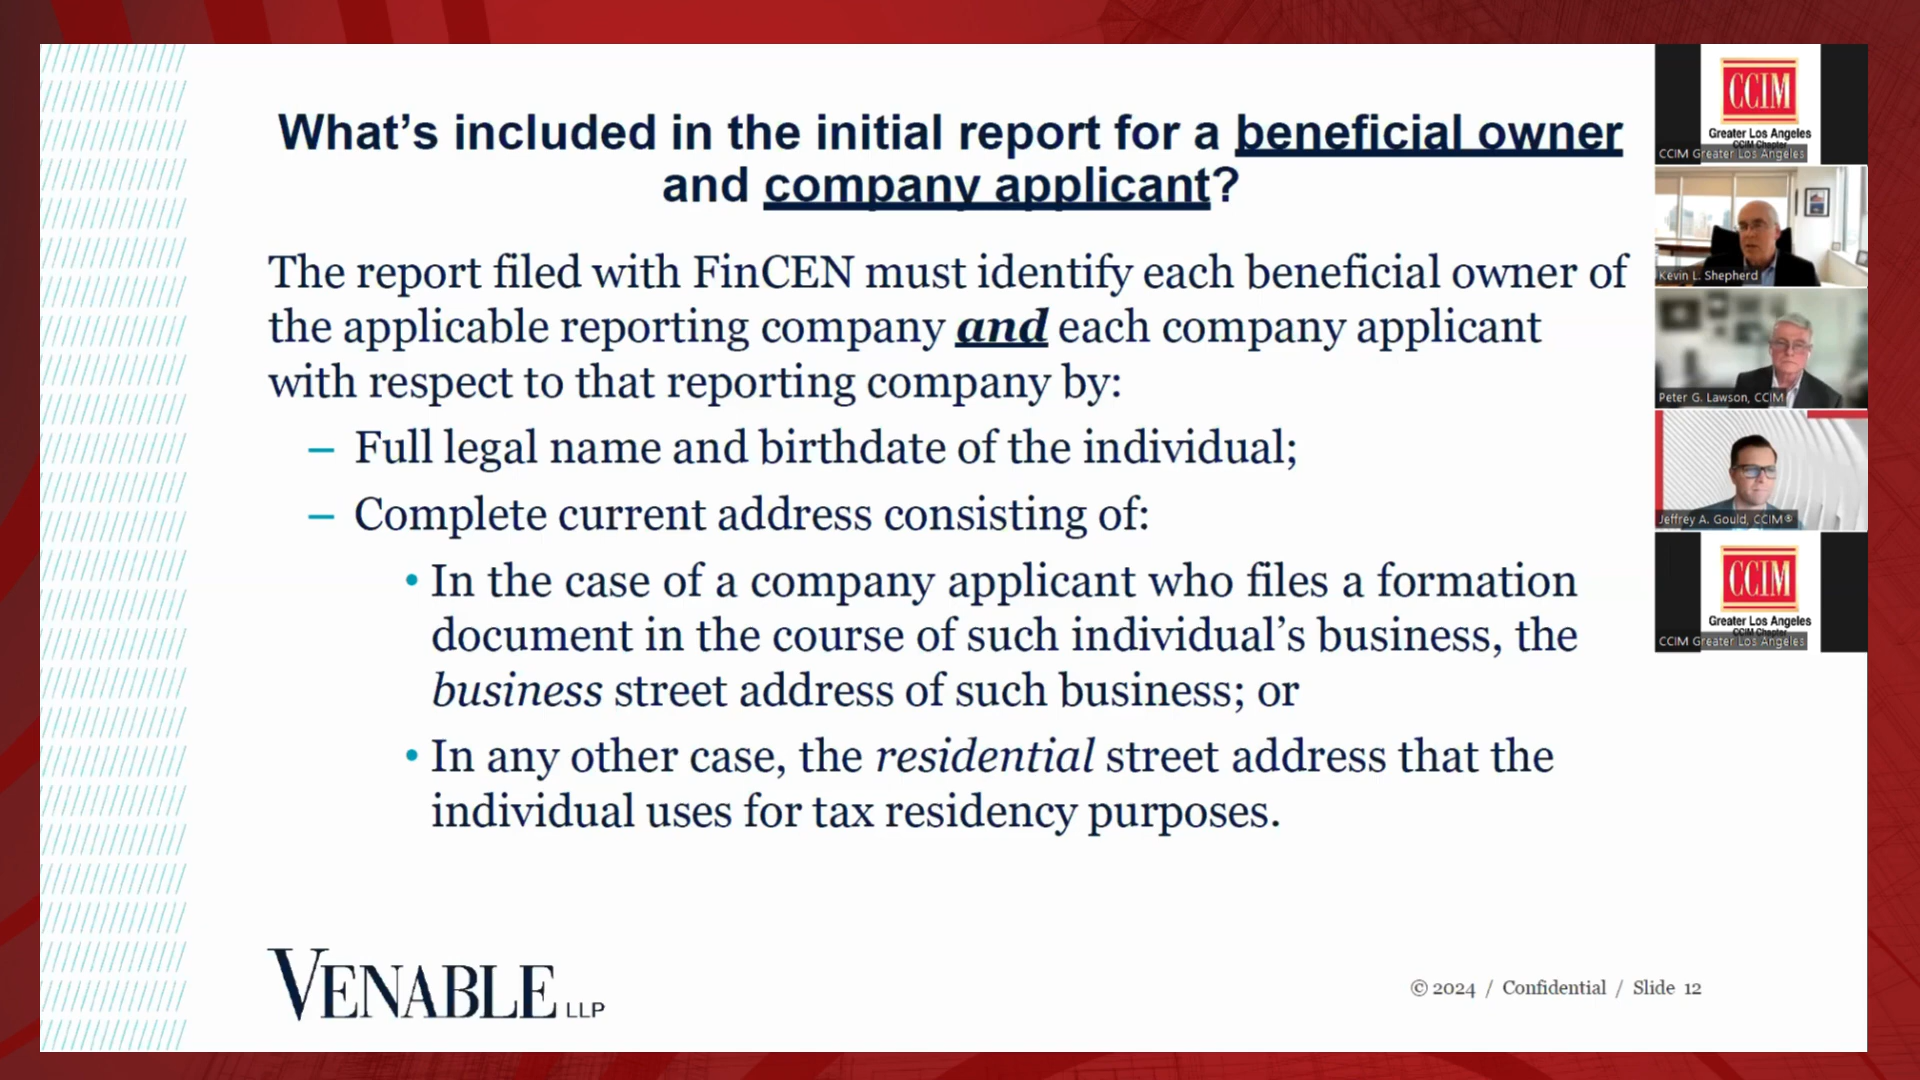 What's included in the initial report for a beneficial owner
and company applicant?
The report filed with FinCEN must identify each beneficial owner of
the applicable reporting company and each company applicant
with respect to that reporting company by:
– Full legal name and birthdate of the individual;
– Complete current address consisting of:
• In the case of a company applicant who files a formation
document in the course of such individual's business, the
business street address of such business; or
• In any other case, the residential street address that the
individual uses for tax residency purposes.
VENABLE LLP
© 2024 / Confidential / Slide 12
CCIM
Greater Los Angeles
CCIM Chapter
CCIM Greater Los Angeles
Kevin L. Shepherd
Peter G. Lawson, CCIM
Jeffrey A. Gould, CCIM®
CCIM
Greater Los Angeles
CCIM Chapter
CCIM Greater Los Angeles